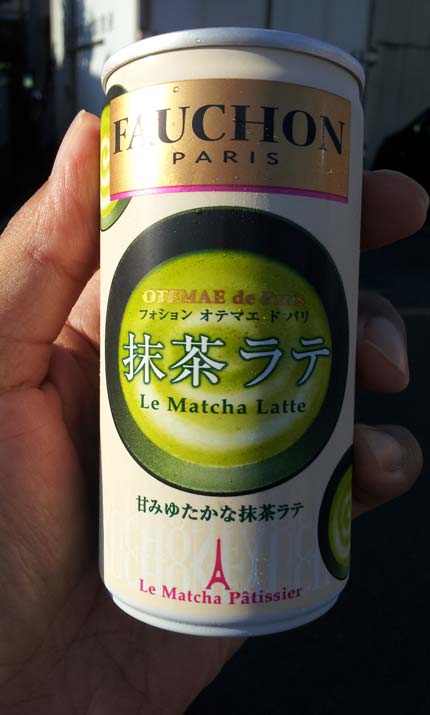 FAUCHON
PARIS
OTEMAE de Paris
フォション オテマエ ド パリ
抹茶ラテ
Le Matcha Latte
甘みゆたかな抹茶ラテ
Le Matcha Pâtissier